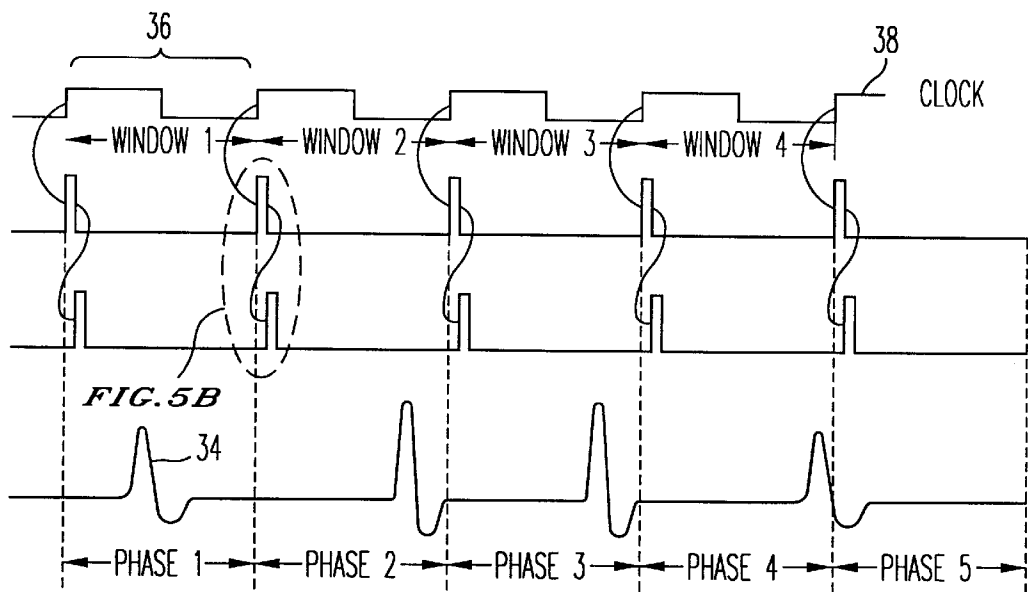 36
38
CLOCK
WINDOW 1 WINDOW 2 WINDOW 3 WINDOW 4
FIG.5B
34
PHASE 1 PHASE 2 PHASE 3 PHASE 4 PHASE 5